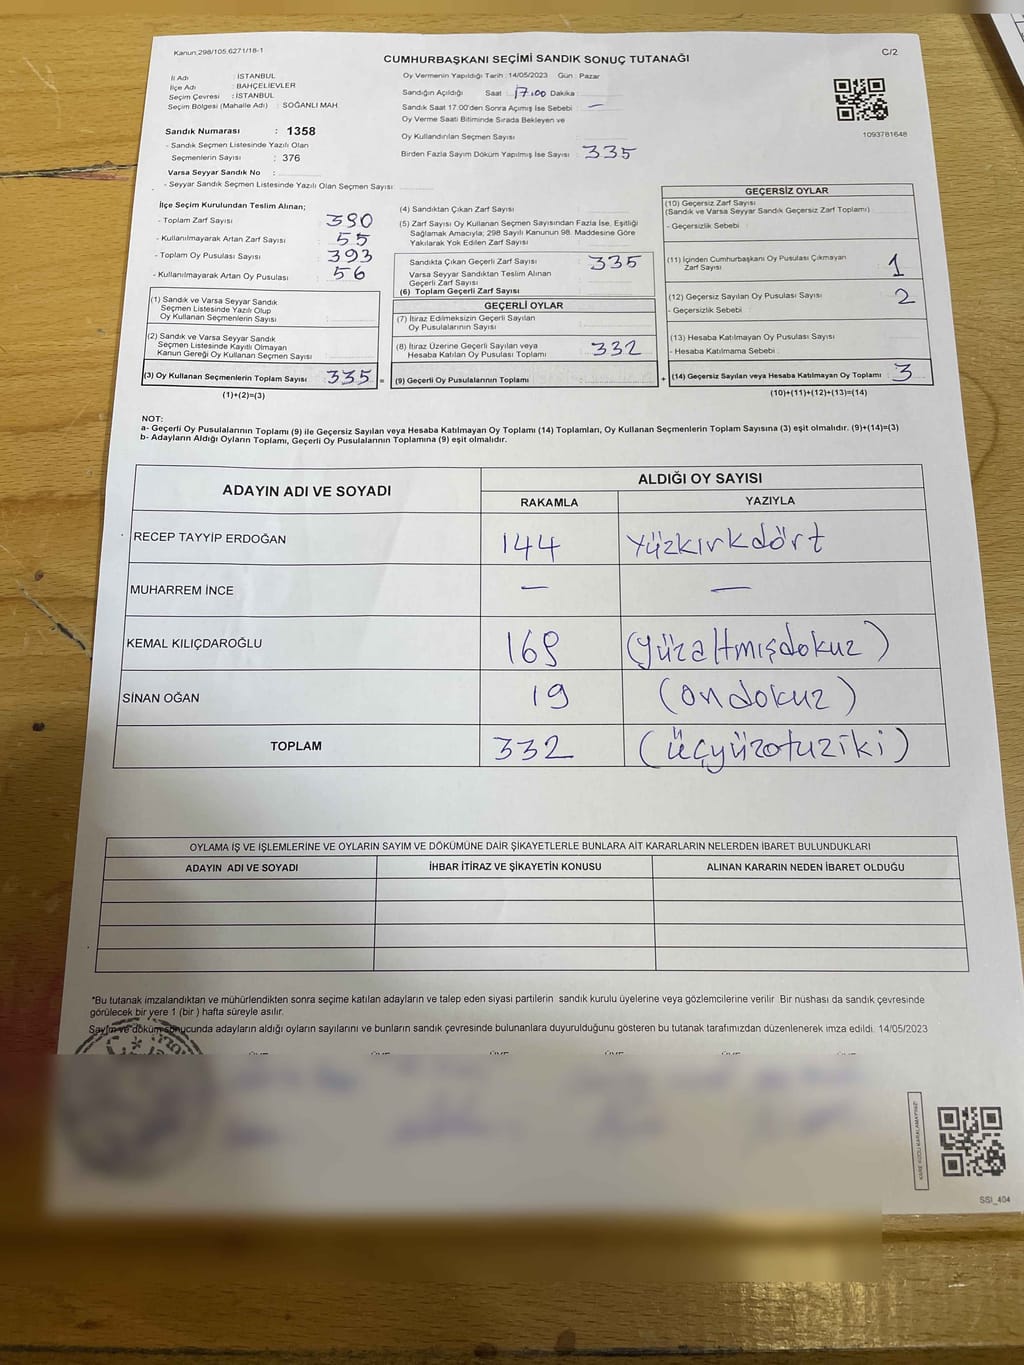 Kanun 298/105,6271/18-1
C/2
CUMHURBAŞKANI SEÇİMİ SANDIK SONUÇ TUTANAĞI
İl Adı : İSTANBUL
İlçe Adı : BAHÇELİEVLER
Seçim Çevresi : İSTANBUL
Seçim Bölgesi (Mahalle Adı) : SOĞANLI MAH.
Sandık Numarası : 1358
- Sandık Seçmen Listesinde Yazılı Olan
Seçmenlerin Sayısı : 376
Varsa Seyyar Sandık No :
- Seyyar Sandık Seçmen Listesinde Yazılı Olan Seçmen Sayısı
Oy Vermenin Yapıldığı Tarih : 14/05/2023 Gün : Pazar
Sandığın Açıldığı Saat : 17:00 Dakika :
Sandık Saat 17.00'den Sonra Açımış İse Sebebi : —
Oy Verme Saati Bitiminde Sırada Bekleyen ve
Oy Kullandırılan Seçmen Sayısı
Birden Fazla Sayım Döküm Yapılmış İse Sayısı : 335
1093781648
İlçe Seçim Kurulundan Teslim Alınan;
- Toplam Zarf Sayısı 390
- Kullanılmayarak Artan Zarf Sayısı : 55
- Toplam Oy Pusulası Sayısı : 393
- Kullanılmayarak Artan Oy Pusulası : 56
(1) Sandık ve Varsa Seyyar Sandık
Seçmen Listesinde Yazılı Olup
Oy Kullanan Seçmenlerin Sayısı :
(2) Sandık ve Varsa Seyyar Sandık
Seçmen Listesinde Kayıtlı Olmayan
Kanun Gereği Oy Kullanan Seçmen Sayısı :
(3) Oy Kullanan Seçmenlerin Toplam Sayısı : 335 =
(1)+(2)=(3)
(4) Sandıktan Çıkan Zarf Sayısı :
(5) Zarf Sayısı Oy Kullanan Seçmen Sayısından Fazla İse, Eşitliği
Sağlamak Amacıyla; 298 Sayılı Kanunun 98. Maddesine Göre
Yakılarak Yok Edilen Zarf Sayısı :
Sandıkta Çıkan Geçerli Zarf Sayısı : 335
Varsa Seyyar Sandıktan Teslim Alınan
Geçerli Zarf Sayısı :
(6) Toplam Geçerli Zarf Sayısı :
GEÇERLİ OYLAR
(7) İtiraz Edilmeksizin Geçerli Sayılan
Oy Pusulalarının Sayısı :
(8) İtiraz Üzerine Geçerli Sayılan veya
Hesaba Katılan Oy Pusulası Toplamı : 332
(9) Geçerli Oy Pusulalarının Toplamı : +
GEÇERSİZ OYLAR
(10) Geçersiz Zarf Sayısı
(Sandık ve Varsa Seyyar Sandık Geçersiz Zarf Toplamı)
- Geçersizlik Sebebi :
(11) İçinden Cumhurbaşkanı Oy Pusulası Çıkmayan
Zarf Sayısı : 1
(12) Geçersiz Sayılan Oy Pusulası Sayısı : 2
- Geçersizlik Sebebi :
(13) Hesaba Katılmayan Oy Pusulası Sayısı :
- Hesaba Katılmama Sebebi :
(14) Geçersiz Sayılan veya Hesaba Katılmayan Oy Toplamı : 3
(10)+(11)+(12)+(13)=(14)
NOT:
a- Geçerli Oy Pusulalarının Toplamı (9) ile Geçersiz Sayılan veya Hesaba Katılmayan Oy Toplamı (14) Toplamları, Oy Kullanan Seçmenlerin Toplam Sayısına (3) eşit olmalıdır. (9)+(14)=(3)
b- Adayların Aldığı Oyların Toplamı, Geçerli Oy Pusulalarının Toplamına (9) eşit olmalıdır.
ADAYIN ADI VE SOYADI
ALDIĞI OY SAYISI
RAKAMLA YAZIYLA
RECEP TAYYİP ERDOĞAN 144 yüzkırkdört
MUHARREM İNCE — —
KEMAL KILIÇDAROĞLU 169 (yüzaltmışdokuz)
SİNAN OĞAN 19 (ondokuz)
TOPLAM 332 (üçyüzotuziki)
OYLAMA İŞ VE İŞLEMLERİNE VE OYLARIN SAYIM VE DÖKÜMÜNE DAİR ŞİKAYETLERLE BUNLARA AİT KARARLARIN NELERDEN İBARET BULUNDUKLARI
ADAYIN ADI VE SOYADI İHBAR İTİRAZ VE ŞİKAYETİN KONUSU ALINAN KARARIN NEDEN İBARET OLDUĞU
*Bu tutanak imzalandıktan ve mühürlendikten sonra seçime katılan adayların ve talep eden siyasi partilerin sandık kurulu üyelerine veya gözlemcilerine verilir. Bir nüshası da sandık çevresinde
görülecek bir yere 1 (bir ) hafta süreyle asılır.
Sayım ve döküm sonucunda adayların aldığı oyların sayılarını ve bunların sandık çevresinde bulunanlara duyurulduğunu gösteren bu tutanak tarafımızdan düzenlenerek imza edildi. 14/05/2023
KARE KODU KARALAMAYINIZ!
SSI_404